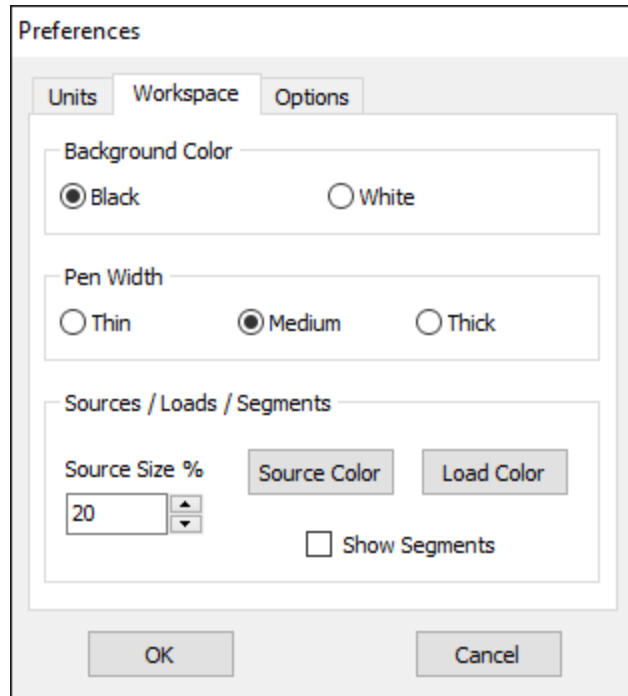 Preferences
Units Workspace Options
Background Color
Black White
Pen Width
Thin Medium Thick
Sources / Loads / Segments
Source Size % Source Color Load Color
20
Show Segments
OK Cancel